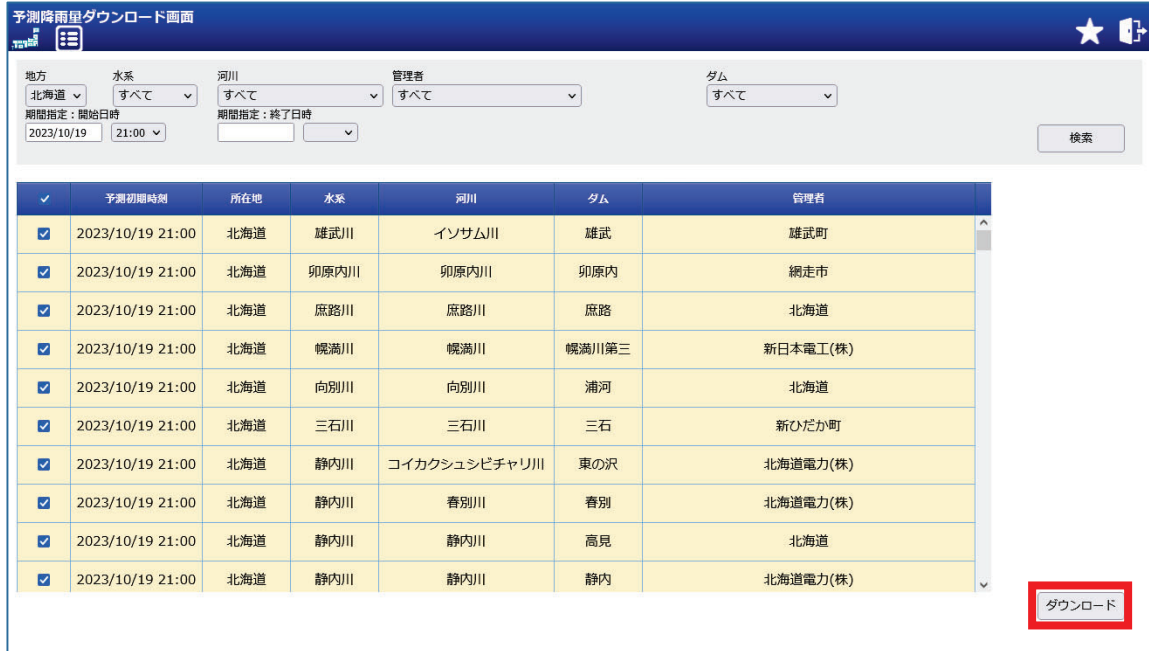 予測降雨量ダウンロード画面
地方 水系 河川 管理者 ダム
北海道 すべて すべて すべて すべて
期間指定：開始日時 期間指定：終了日時
2023/10/19 21:00
検索
予測初期時刻 所在地 水系 河川 ダム 管理者
2023/10/19 21:00 北海道 雄武川 イソサム川 雄武 雄武町
2023/10/19 21:00 北海道 卯原内川 卯原内川 卯原内 網走市
2023/10/19 21:00 北海道 庶路川 庶路川 庶路 北海道
2023/10/19 21:00 北海道 幌満川 幌満川 幌満川第三 新日本電工(株)
2023/10/19 21:00 北海道 向別川 向別川 浦河 北海道
2023/10/19 21:00 北海道 三石川 三石川 三石 新ひだか町
2023/10/19 21:00 北海道 静内川 コイカクシュシビチャリ川 東の沢 北海道電力(株)
2023/10/19 21:00 北海道 静内川 春別川 春別 北海道電力(株)
2023/10/19 21:00 北海道 静内川 静内川 高見 北海道
2023/10/19 21:00 北海道 静内川 静内川 静内 北海道電力(株)
ダウンロード